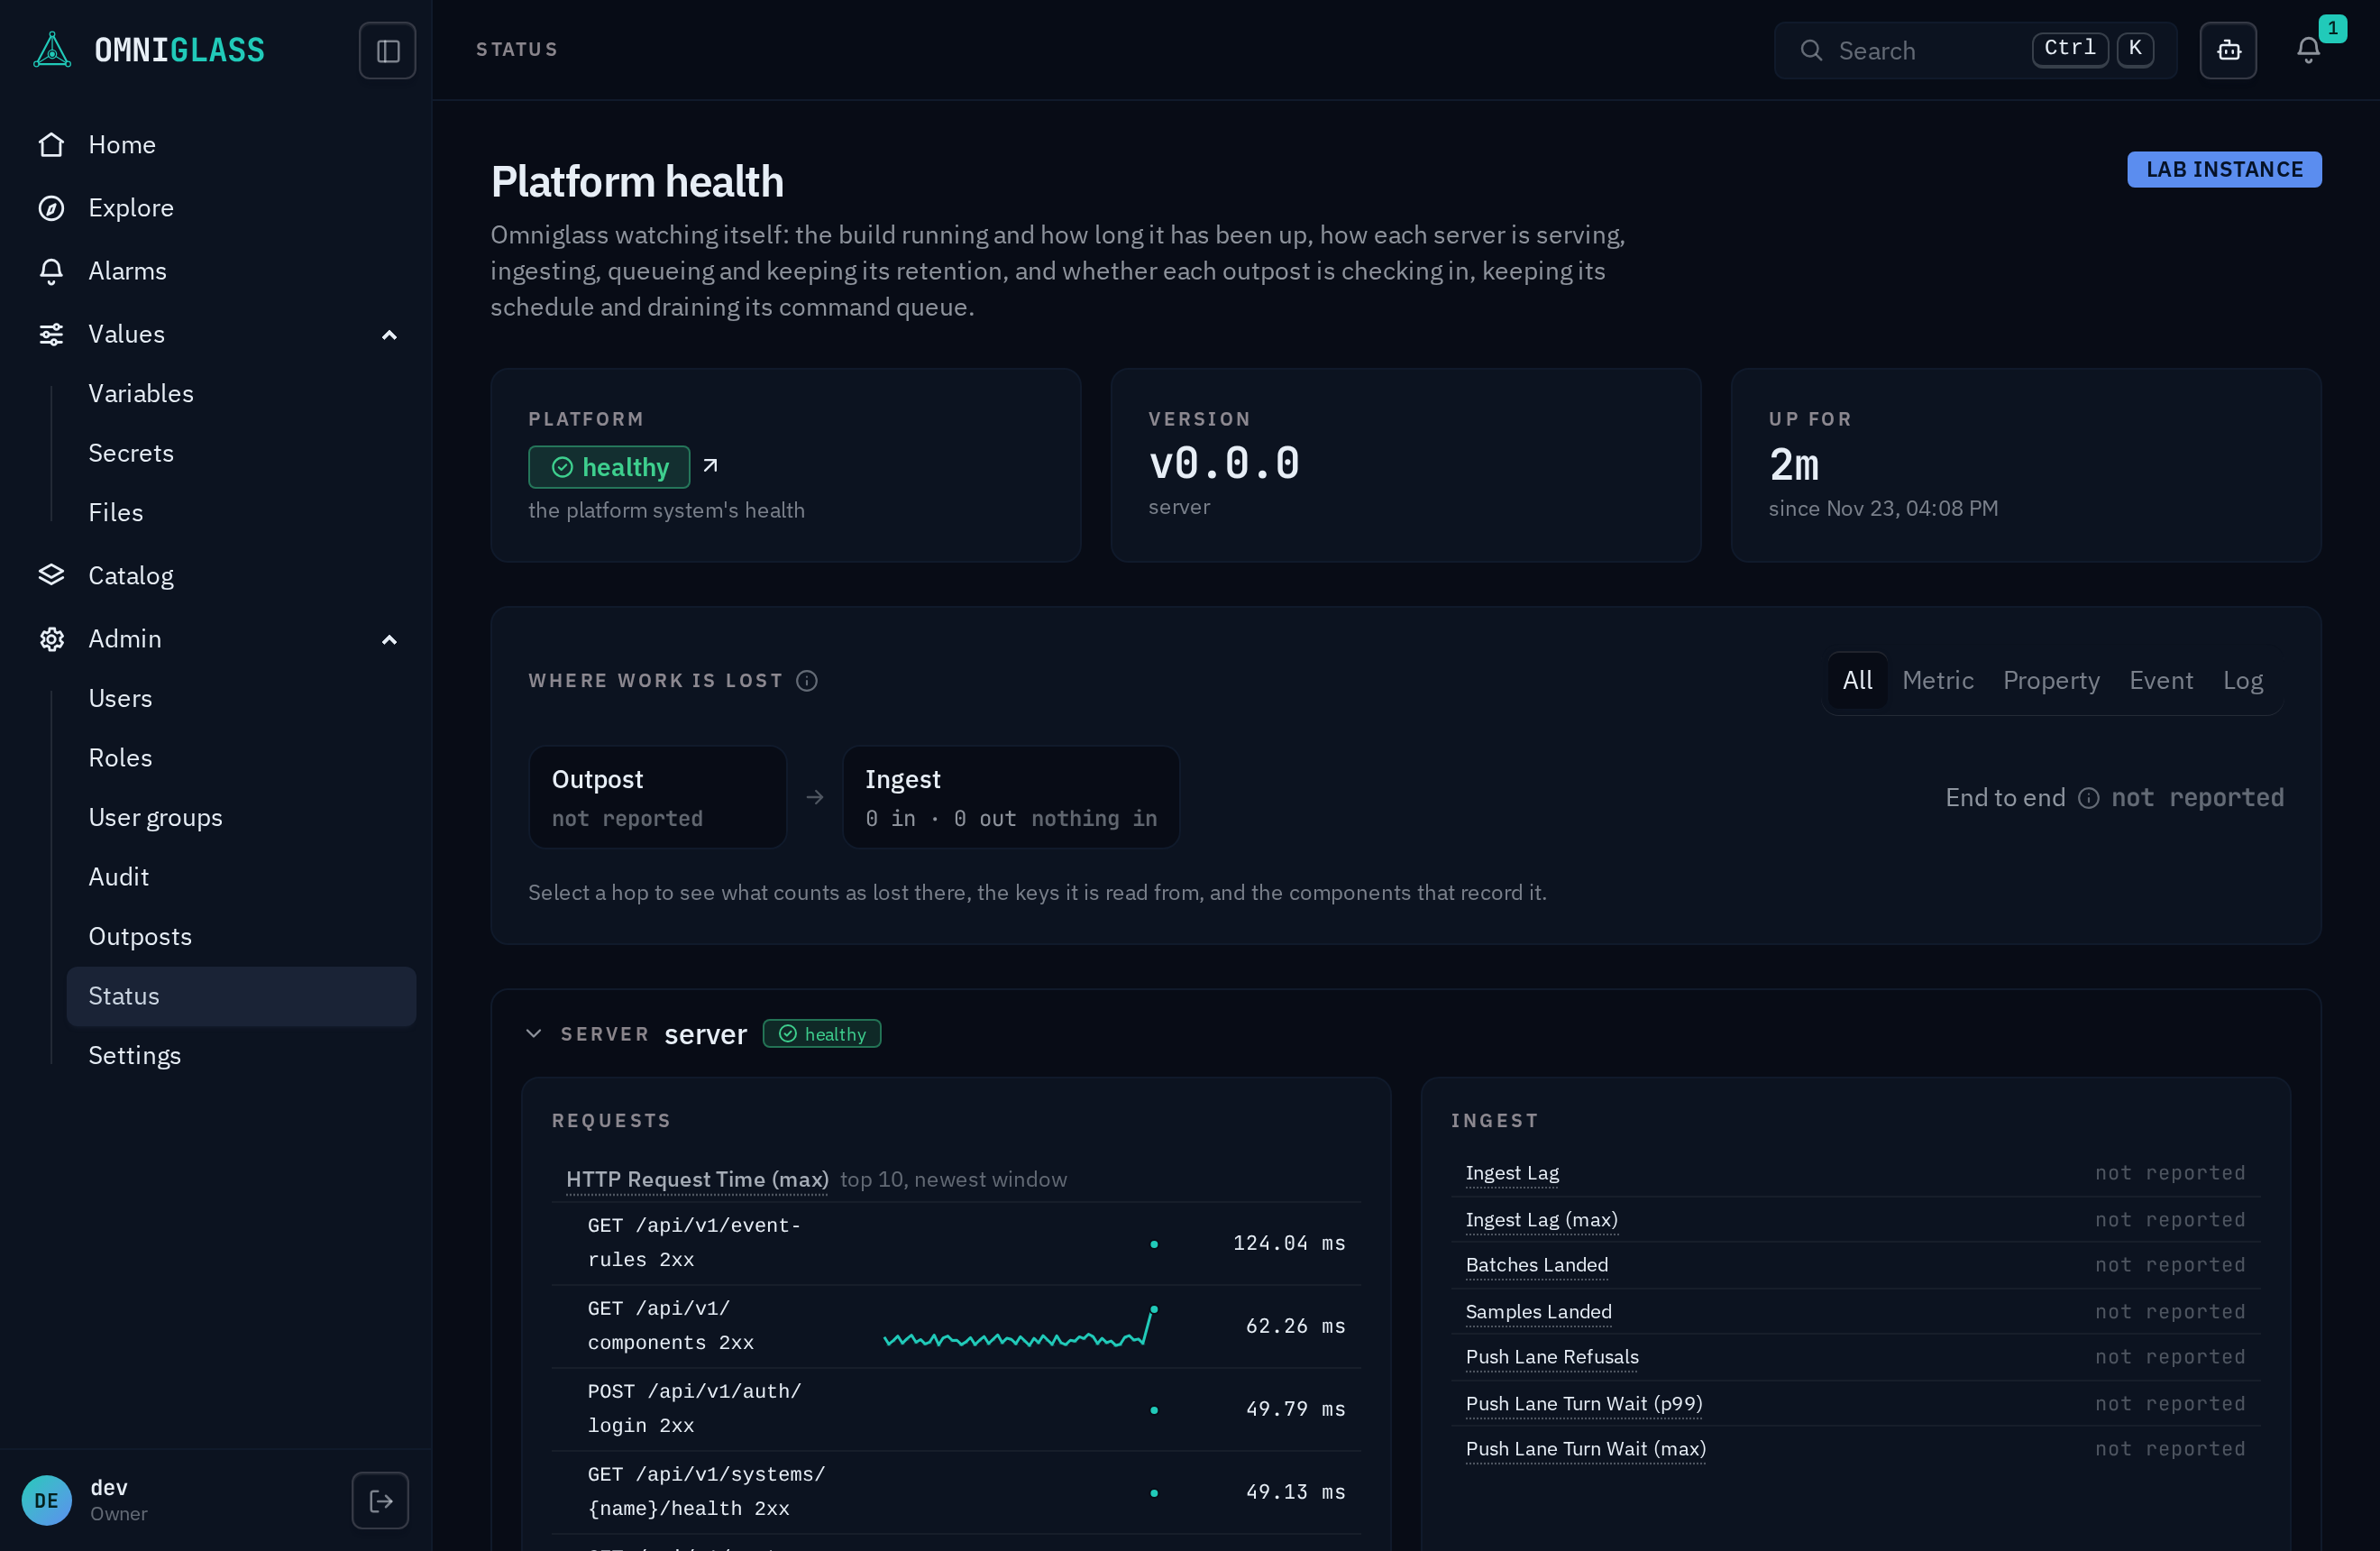 OMNIGLASS
Home
Explore
Alarms
Values
Variables
Secrets
Files
Catalog
Admin
Users
Roles
User groups
Audit
Outposts
Status
Settings
DE
dev
Owner
STATUS
Search Ctrl K
1
Platform health
LAB INSTANCE
Omniglass watching itself: the build running and how long it has been up, how each server is serving,
ingesting, queueing and keeping its retention, and whether each outpost is checking in, keeping its
schedule and draining its command queue.
PLATFORM
healthy
the platform system's health
VERSION
v0.0.0
server
UP FOR
2m
since Nov 23, 04:08 PM
WHERE WORK IS LOST
All Metric Property Event Log
Outpost
not reported
Ingest
0 in · 0 out nothing in
End to end not reported
Select a hop to see what counts as lost there, the keys it is read from, and the components that record it.
SERVER server healthy
REQUESTS
HTTP Request Time (max) top 10, newest window
GET /api/v1/event-
rules 2xx
124.04 ms
GET /api/v1/
components 2xx
62.26 ms
POST /api/v1/auth/
login 2xx
49.79 ms
GET /api/v1/systems/
{name}/health 2xx
49.13 ms
INGEST
Ingest Lag not reported
Ingest Lag (max) not reported
Batches Landed not reported
Samples Landed not reported
Push Lane Refusals not reported
Push Lane Turn Wait (p99) not reported
Push Lane Turn Wait (max) not reported